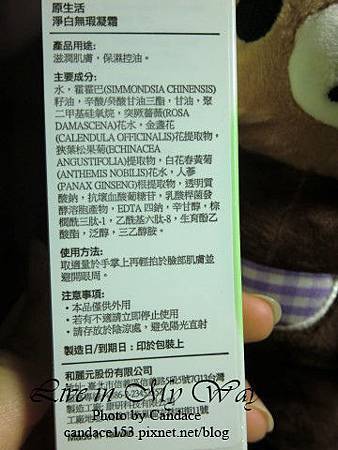 原生活
淨白無瑕凝霜
產品用途:
滋潤肌膚，保濕控油。
主要成分:
水，霍霍巴(SIMMONDSIA CHINENSIS)
籽油，辛酸/癸酸甘油三酯，甘油，聚
二甲基硅氧烷，突厥薔薇(ROSA
DAMASCENA)花水，金盞花
(CALENDULA OFFICINALIS)花提取物，
狹葉松果菊(ECHINACEA
ANGUSTIFOLIA)提取物，白花春黃菊
(ANTHEMIS NOBILIS)花水，人參
(PANAX GINSENG)根提取物，透明質
酸鈉，抗壞血酸葡糖苷，乳酸桿菌發
酵溶胞產物，EDTA 四鈉，辛甘醇，棕
櫚酰三肽-1，乙酰基六肽-8，生育酚乙
酸酯，泛醇，三乙醇胺。
使用方法:
取適量於手掌上再輕拍於臉部肌膚並
避開眼周。
注意事項:
・本品僅供外用
・若有不適請立即停止使用
・請存放於陰涼處，避免陽光直射
製造日/到期日：印於包裝上
和麗元股份有限公司
Live in My Way
Photo by Candace
candace153.pixnet.net/blog